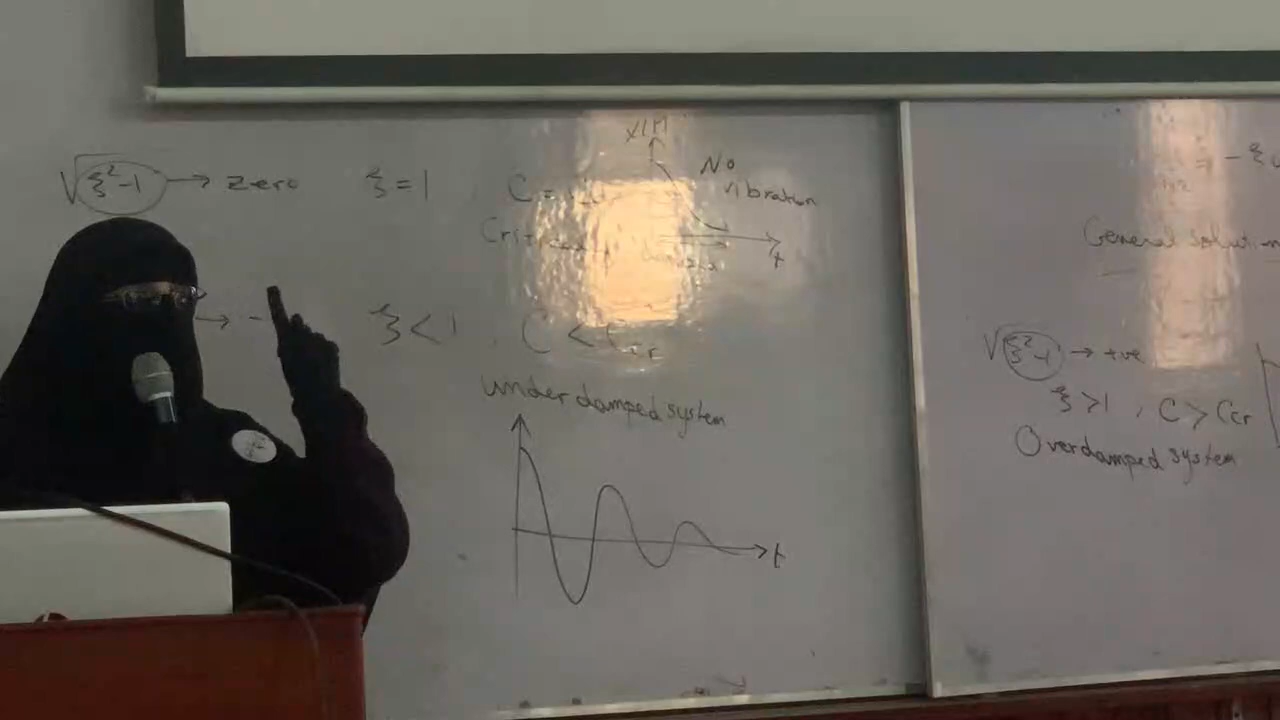 √ξ²-1 → zero ξ = 1 , C =
x(t)
No
vibration
t
ξ < 1 , C < Ccr
under damped system
t
General solution
√ξ²-1 → +ve
ξ > 1 , C > Ccr
Overdamped system